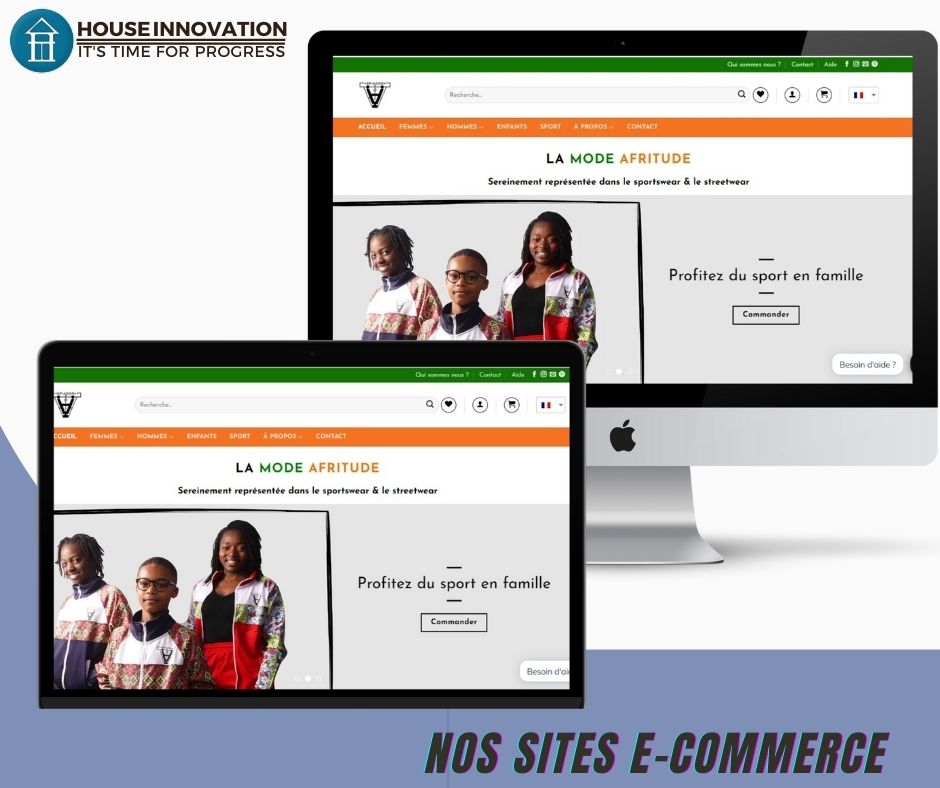 HOUSE INNOVATION
IT'S TIME FOR PROGRESS
Qui sommes nous ? Contact Aide
Recherche...
ACCUEIL FEMMES HOMMES ENFANTS SPORT À PROPOS CONTACT
LA MODE AFRITUDE
Sereinement représentée dans le sportswear & le streetwear
Profitez du sport en famille
Commander
Besoin d'aide ?
Qui sommes nous ? Contact Aide
Recherche...
CCUEIL FEMMES HOMMES ENFANTS SPORT À PROPOS CONTACT
LA MODE AFRITUDE
Sereinement représentée dans le sportswear & le streetwear
Profitez du sport en famille
Commander
Besoin d'ai
NOS SITES E-COMMERCE